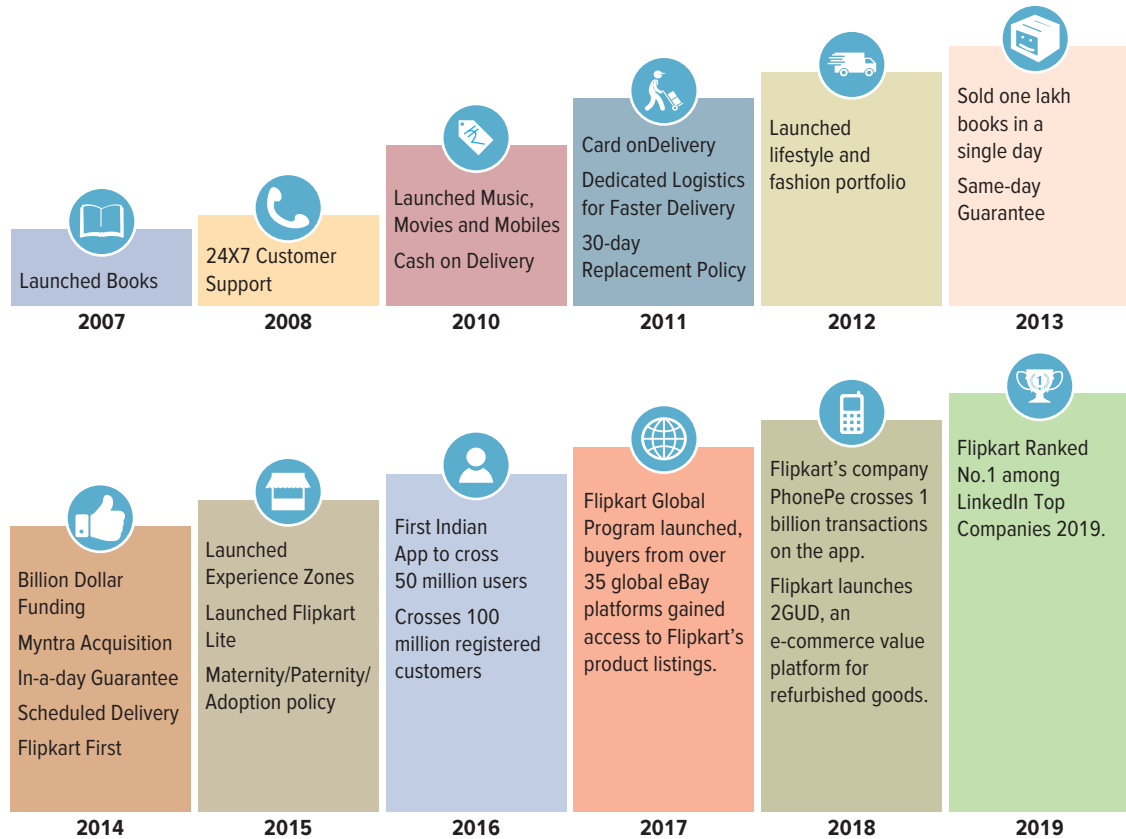 Launched Books
2007
24X7 Customer
Support
2008
Launched Music,
Movies and Mobiles
Cash on Delivery
2010
Card onDelivery
Dedicated Logistics
for Faster Delivery
30-day
Replacement Policy
2011
Launched
lifestyle and
fashion portfolio
2012
Sold one lakh
books in a
single day
Same-day
Guarantee
2013
Billion Dollar
Funding
Myntra Acquisition
In-a-day Guarantee
Scheduled Delivery
Flipkart First
2014
Launched
Experience Zones
Launched Flipkart
Lite
Maternity/Paternity/
Adoption policy
2015
First Indian
App to cross
50 million users
Crosses 100
million registered
customers
2016
Flipkart Global
Program launched,
buyers from over
35 global eBay
platforms gained
access to Flipkart’s
product listings.
2017
Flipkart’s company
PhonePe crosses 1
billion transactions
on the app.
Flipkart launches
2GUD, an
e-commerce value
platform for
refurbished goods.
2018
1
Flipkart Ranked
No.1 among
LinkedIn Top
Companies 2019.
2019